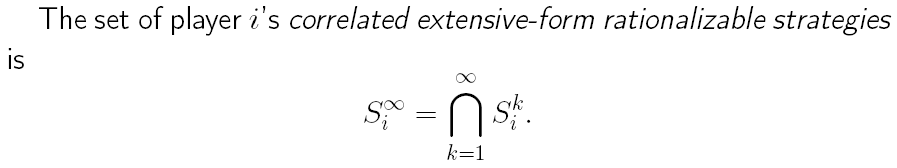 The set of player i's correlated extensive-form rationalizable strategies
is
S_i^∞ = ⋂_{k=1}^∞ S_i^k.